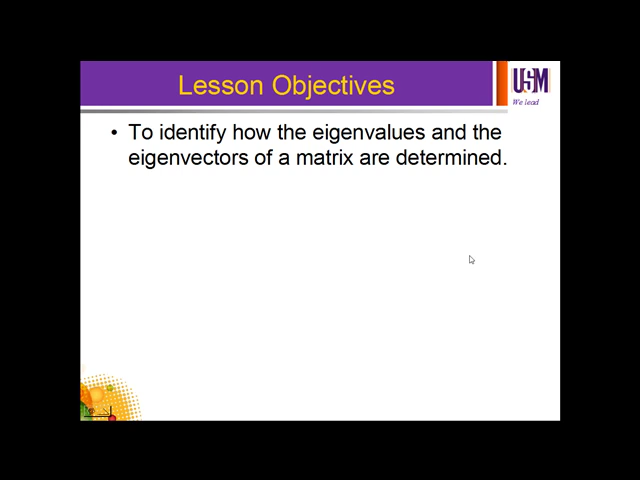 Lesson Objectives
USM
We lead
• To identify how the eigenvalues and the
eigenvectors of a matrix are determined.